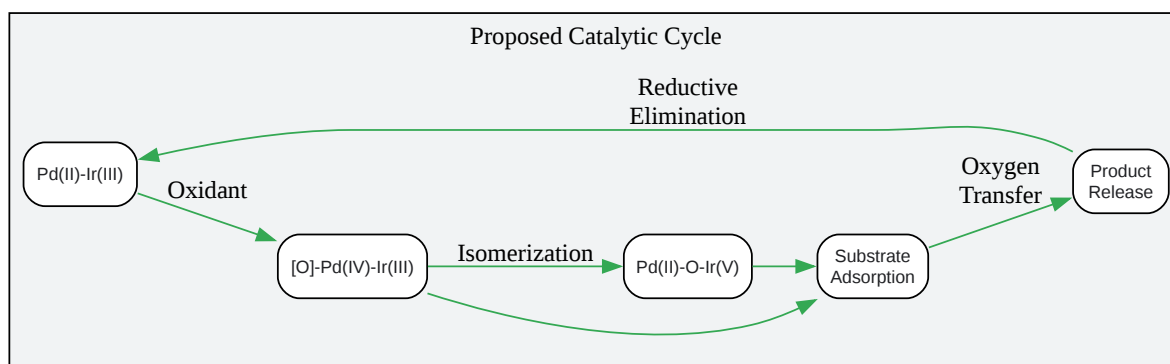 Proposed Catalytic Cycle
Reductive
Elimination
Pd(II)-Ir(III)
Oxidant
[O]-Pd(IV)-Ir(III)
Isomerization
Pd(II)-O-Ir(V)
Substrate
Adsorption
Oxygen
Transfer
Product
Release